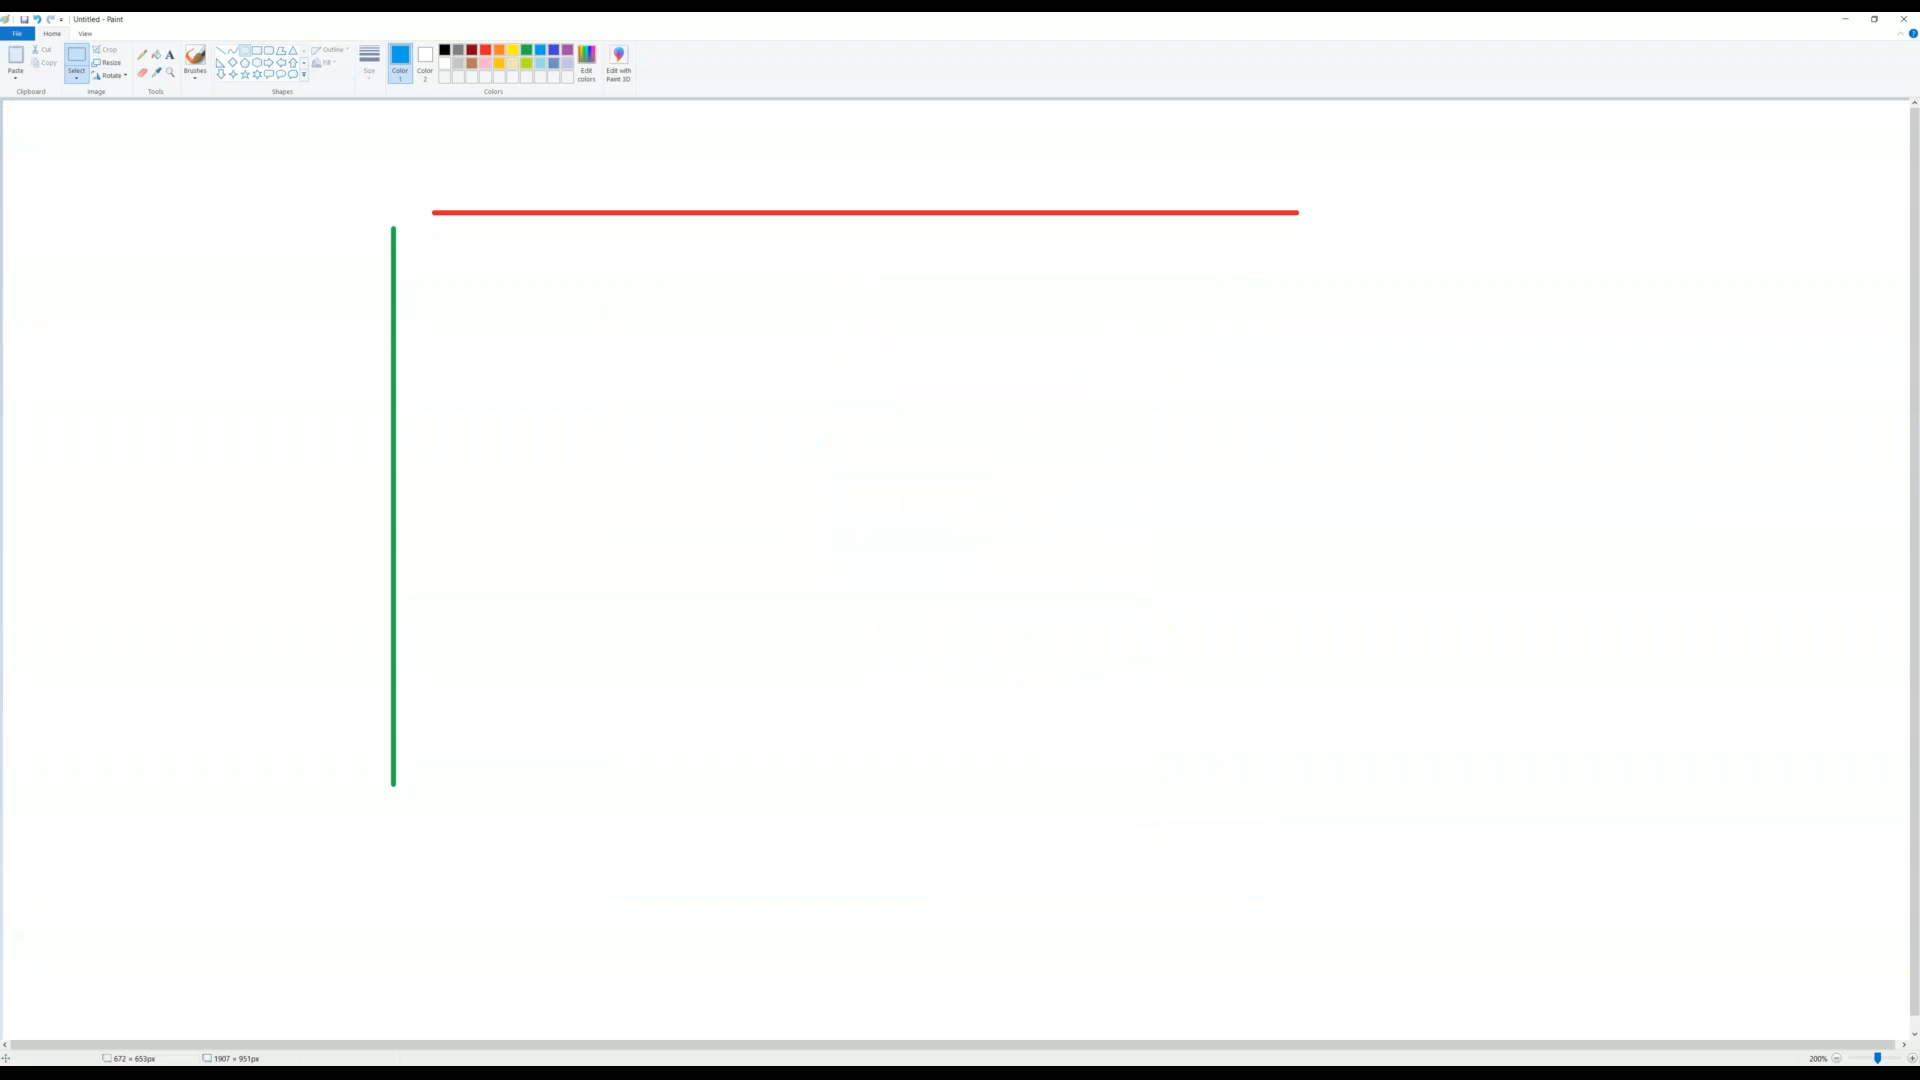 Untitled - Paint
File Home View
Cut
Copy
Paste
Clipboard
Select
Crop
Resize
Rotate
Image
A
Tools
Brushes
Outline
Fill
Shapes
Size
Color 1
Color 2
Edit colors
Colors
Edit with Paint 3D
672 × 653px
1907 × 951px
200%